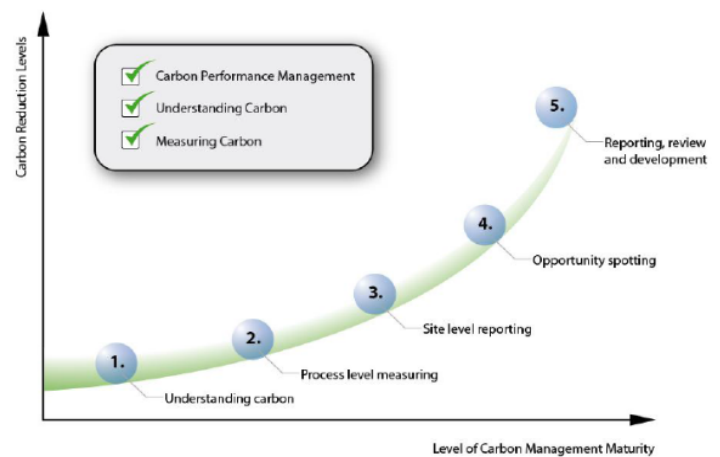 Carbon Reduction Levels
Carbon Performance Management
Understanding Carbon
Measuring Carbon
5.
Reporting, review
and development
4.
Opportunity spotting
3.
Site level reporting
2.
Process level measuring
1.
Understanding carbon
Level of Carbon Management Maturity